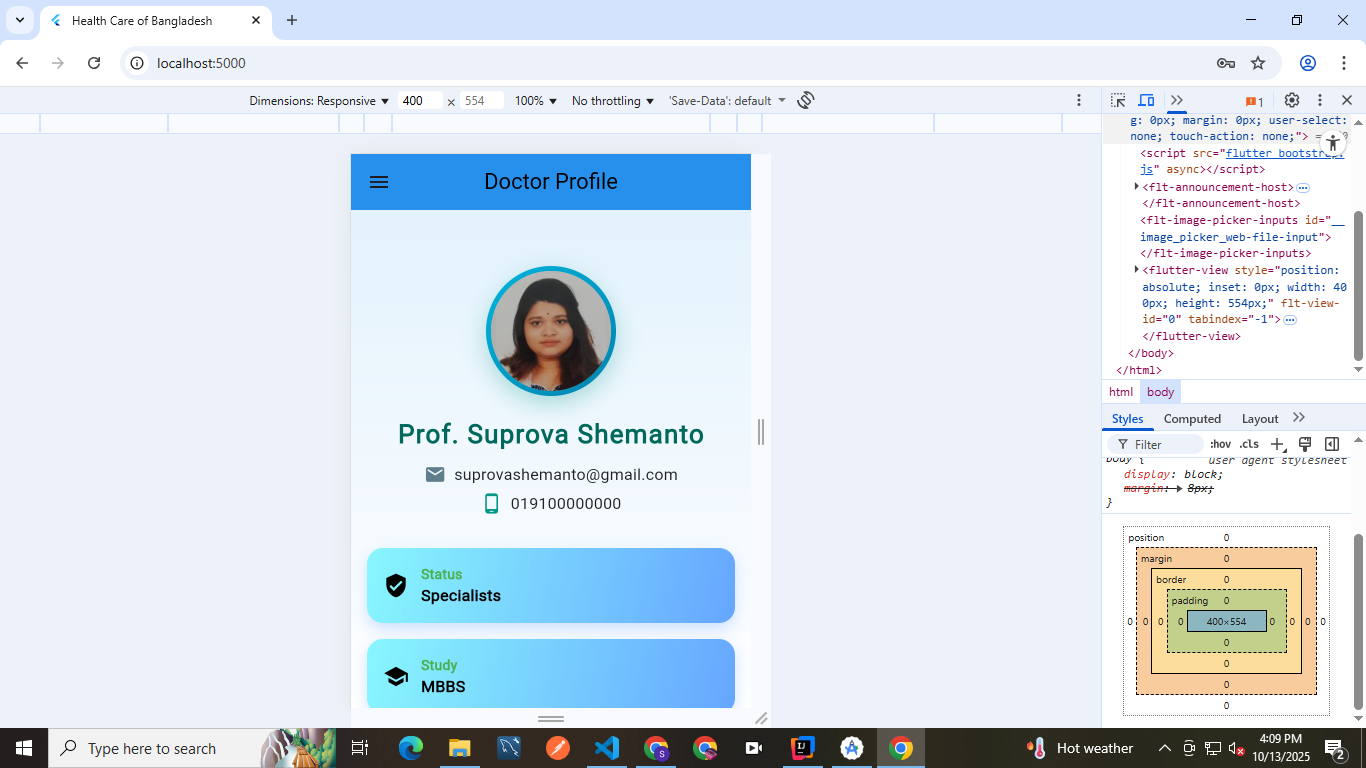 Health Care of Bangladesh
localhost:5000
Dimensions: Responsive 400 × 554 100% No throttling 'Save-Data': default
1
g: 0px; margin: 0px; user-select:
none; touch-action: none;">
<script src="flutter_bootstrap.
js" async></script>
<flt-announcement-host>
</flt-announcement-host>
<flt-image-picker-inputs id="__
image_picker_web-file-input">
</flt-image-picker-inputs>
<flutter-view style="position:
absolute; inset: 0px; width: 40
0px; height: 554px;" flt-view-
id="0" tabindex="-1">
</flutter-view>
</body>
</html>
html body
Styles Computed Layout
Filter :hov .cls
body { user agent stylesheet
display: block;
margin: 8px;
}
position 0
margin 0
border 0
padding 0
0 0 0 0 400×554 0 0 0 0
0
0
0
0
Doctor Profile
Prof. Suprova Shemanto
suprovashemanto@gmail.com
019100000000
Status
Specialists
Study
MBBS
Type here to search
Hot weather
4:09 PM
10/13/2025
2